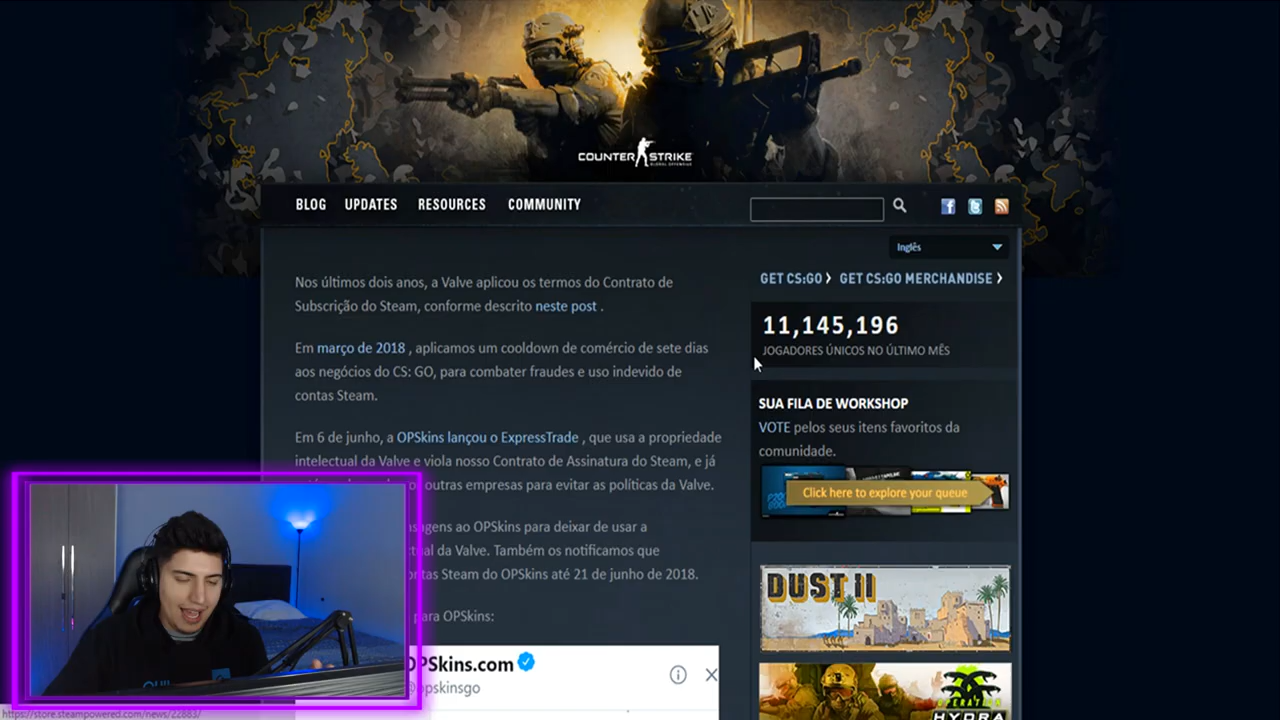 COUNTER STRIKE
GLOBAL OFFENSIVE
BLOG UPDATES RESOURCES COMMUNITY
Inglês
Nos últimos dois anos, a Valve aplicou os termos do Contrato de
Subscrição do Steam, conforme descrito neste post .
Em março de 2018 , aplicamos um cooldown de comércio de sete dias
aos negócios do CS: GO, para combater fraudes e uso indevido de
contas Steam.
Em 6 de junho, a OPSkins lançou o ExpressTrade , que usa a propriedade
intelectual da Valve e viola nosso Contrato de Assinatura do Steam, e já
outras empresas para evitar as políticas da Valve.
sagens ao OPSkins para deixar de usar a
tual da Valve. Também os notificamos que
ontas Steam do OPSkins até 21 de junho de 2018.
para OPSkins:
OPSkins.com
@opskinsgo
GET CS:GO GET CS:GO MERCHANDISE
11,145,196
JOGADORES ÚNICOS NO ÚLTIMO MÊS
SUA FILA DE WORKSHOP
VOTE pelos seus itens favoritos da
comunidade.
Click here to explore your queue
DUST II
OPERATION
HYDRA
https://store.steampowered.com/news/22883/